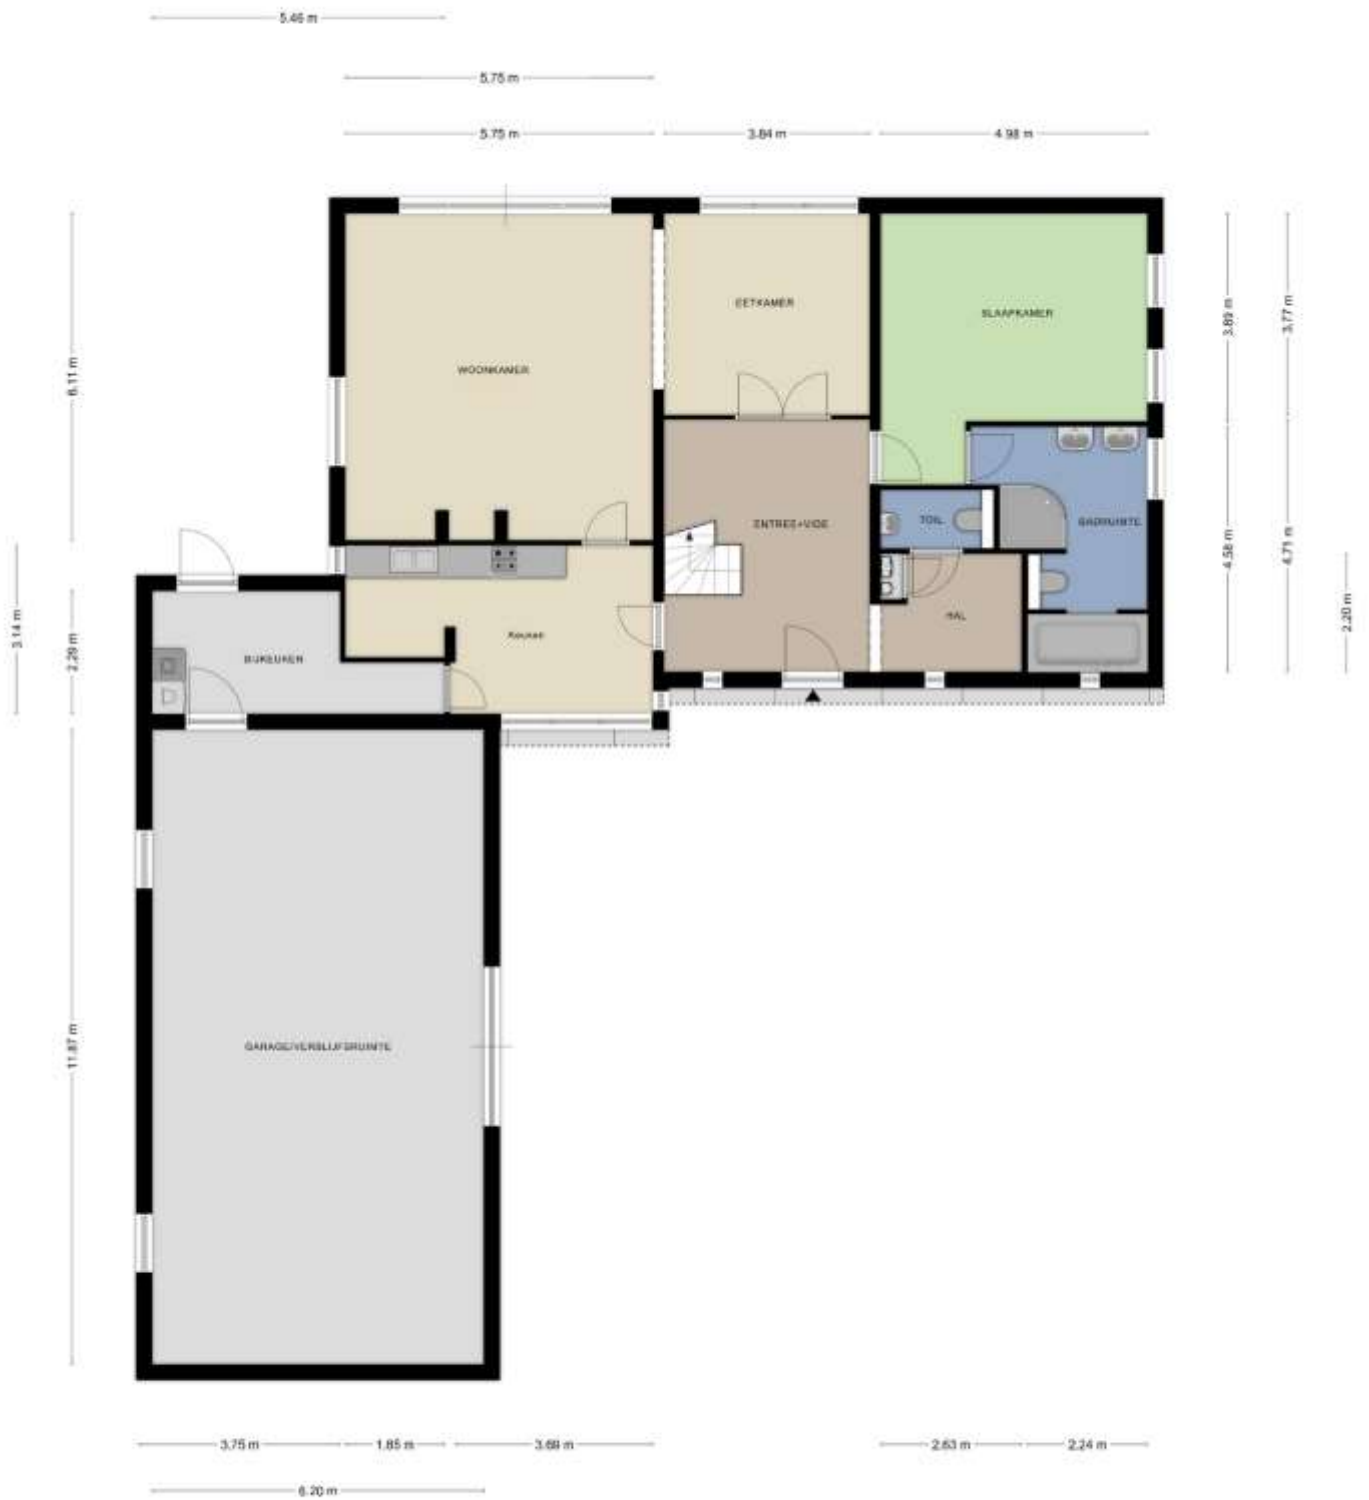 5.46 m
5.75 m
5.75 m
3.84 m
4.98 m
EETKAMER
SLAAPKAMER
3.89 m
3.77 m
WOONKAMER
6.11 m
TOIL.
ENTREE+VIDE
BADRUIMTE
4.58 m
4.71 m
HAL
2.20 m
3.14 m
2.29 m
Keuken
BIJKEUKEN
GARAGE/VERBLIJFSRUIMTE
11.87 m
3.75 m
1.85 m
3.69 m
2.63 m
2.24 m
6.20 m